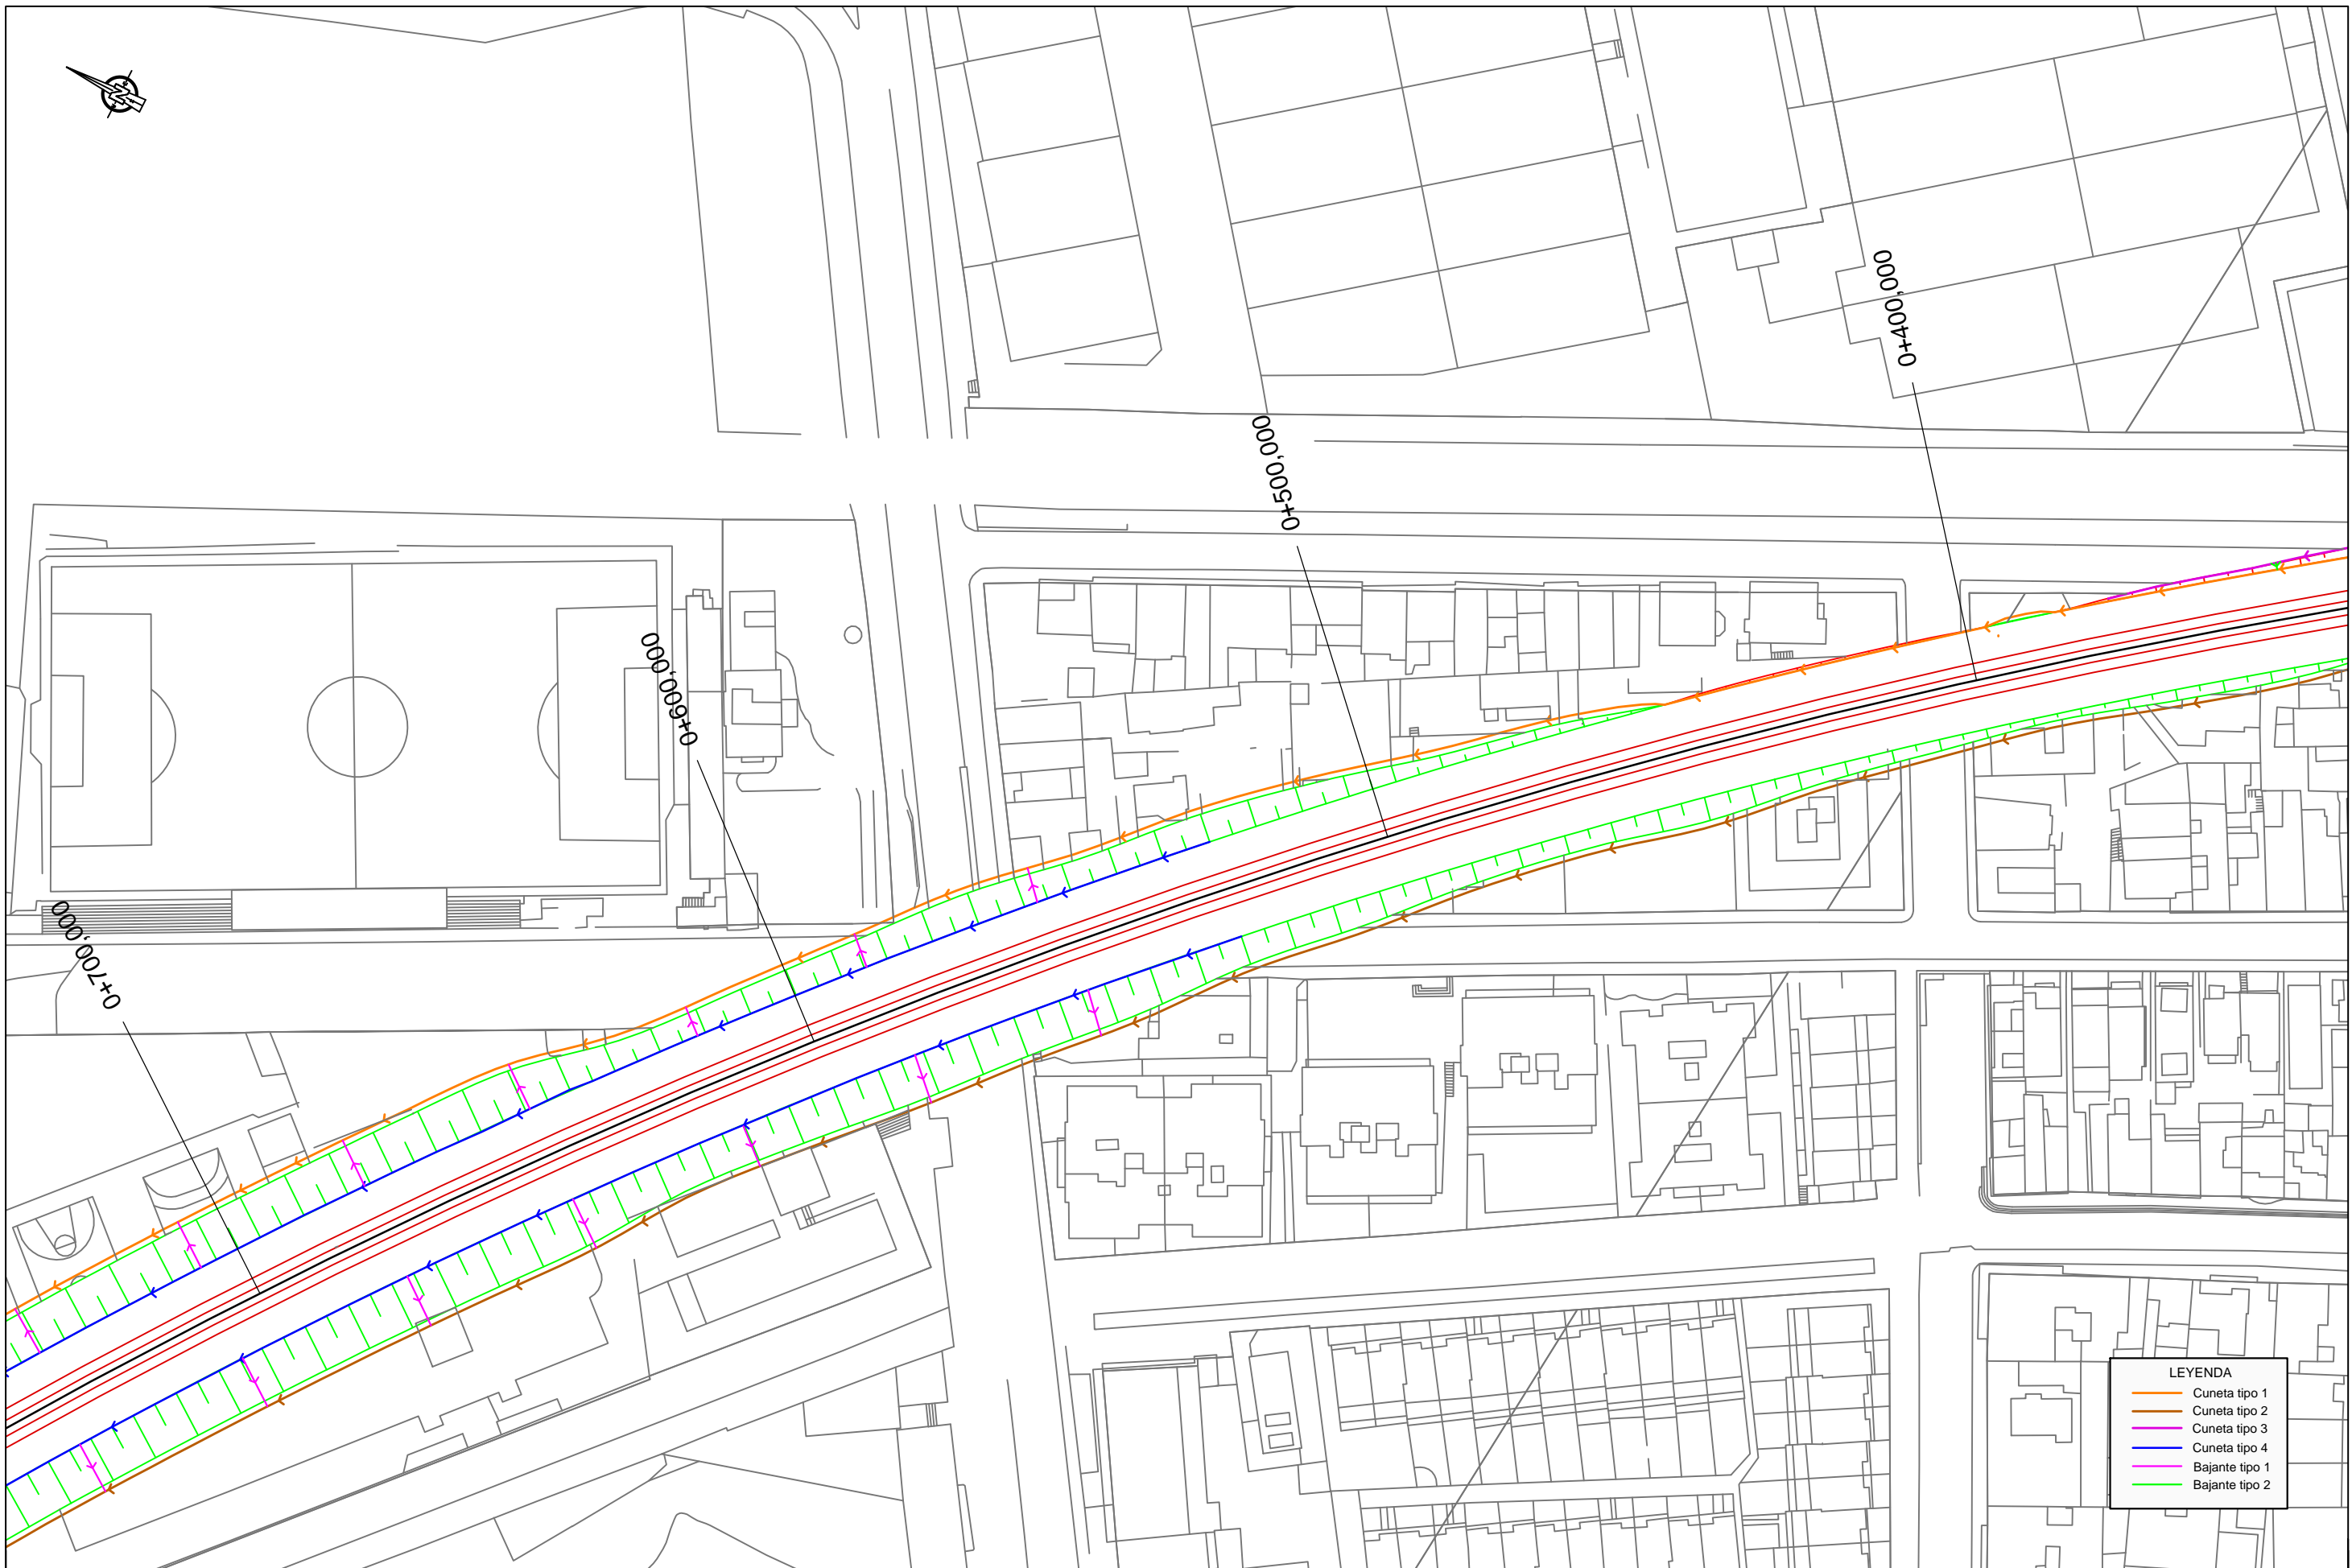 N
0+400,000
0+500,000
0+600,000
0+700,000
LEYENDA
Cuneta tipo 1
Cuneta tipo 2
Cuneta tipo 3
Cuneta tipo 4
Bajante tipo 1
Bajante tipo 2